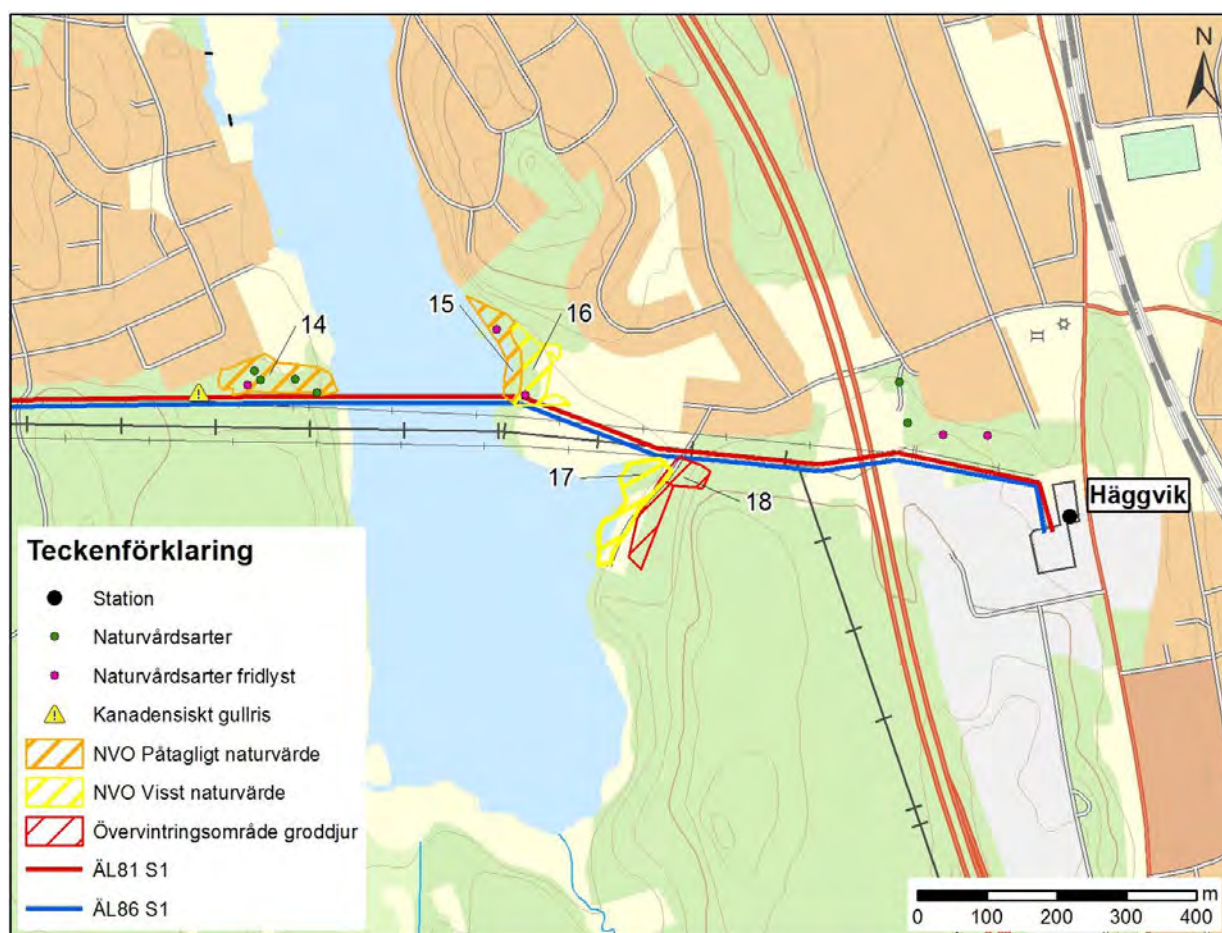 N
14
15
16
17
18
Häggvik
Teckenförklaring
Station
Naturvårdsarter
Naturvårdsarter fridlyst
Kanadensiskt gullris
NVO Påtagligt naturvärde
NVO Visst naturvärde
Övervintringsområde groddjur
ÄL81 S1
ÄL86 S1
m
0 100 200 300 400